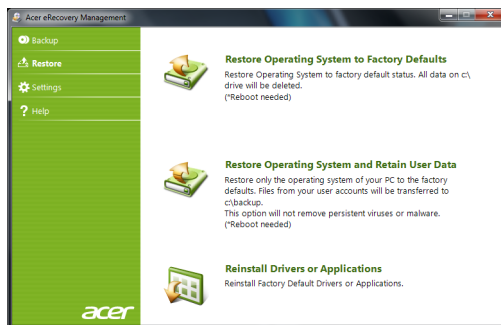 Acer eRecovery Management
Backup
Restore
Settings
? Help
Restore Operating System to Factory Defaults
Restore Operating System to factory default status. All data on c:\
drive will be deleted.
(*Reboot needed)
Restore Operating System and Retain User Data
Restore only the operating system of your PC to the factory
defaults. Files from your user accounts will be transferred to
c:\backup.
This option will not remove persistent viruses or malware.
(*Reboot needed)
Reinstall Drivers or Applications
Reinstall Factory Default Drivers or Applications.
acer